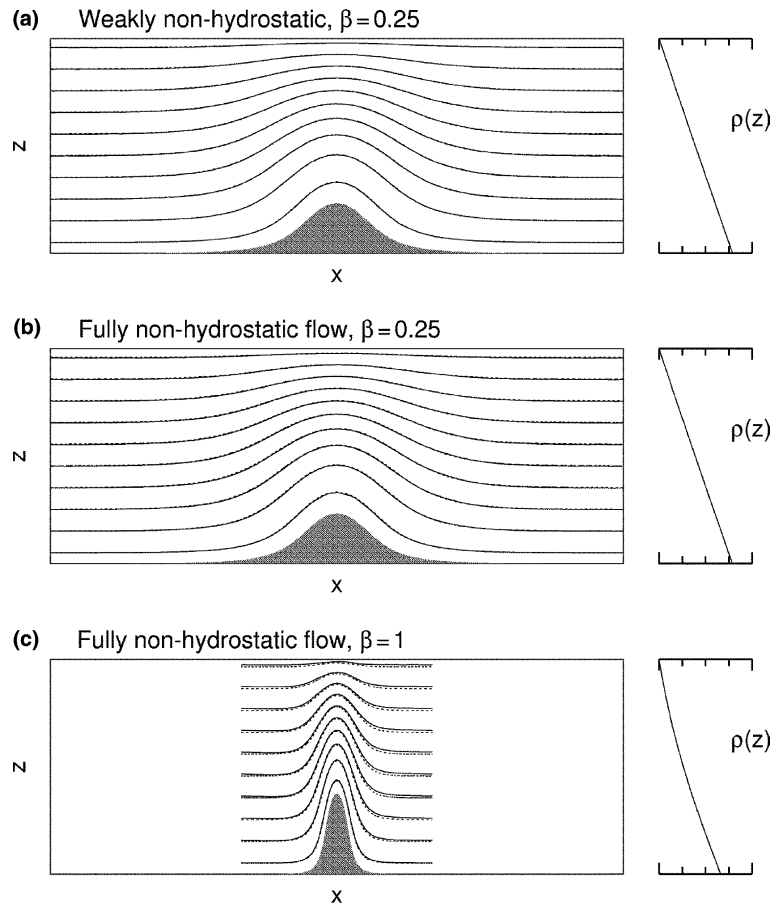 (a) Weakly non-hydrostatic, β = 0.25
z
ρ(z)
x
(b) Fully non-hydrostatic flow, β = 0.25
z
ρ(z)
x
(c) Fully non-hydrostatic flow, β = 1
z
ρ(z)
x